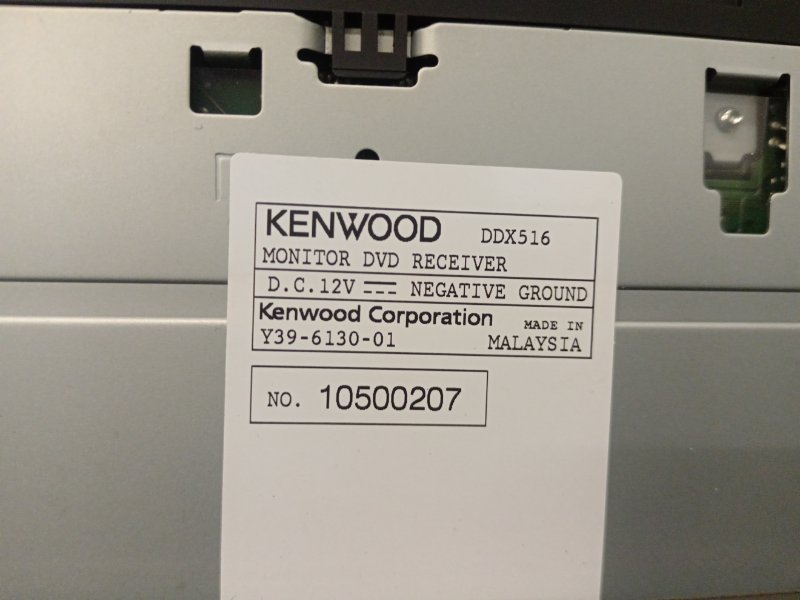 KENWOOD DDX516
MONITOR DVD RECEIVER
D.C.12V NEGATIVE GROUND
Kenwood Corporation MADE IN
Y39-6130-01 MALAYSIA
NO. 10500207